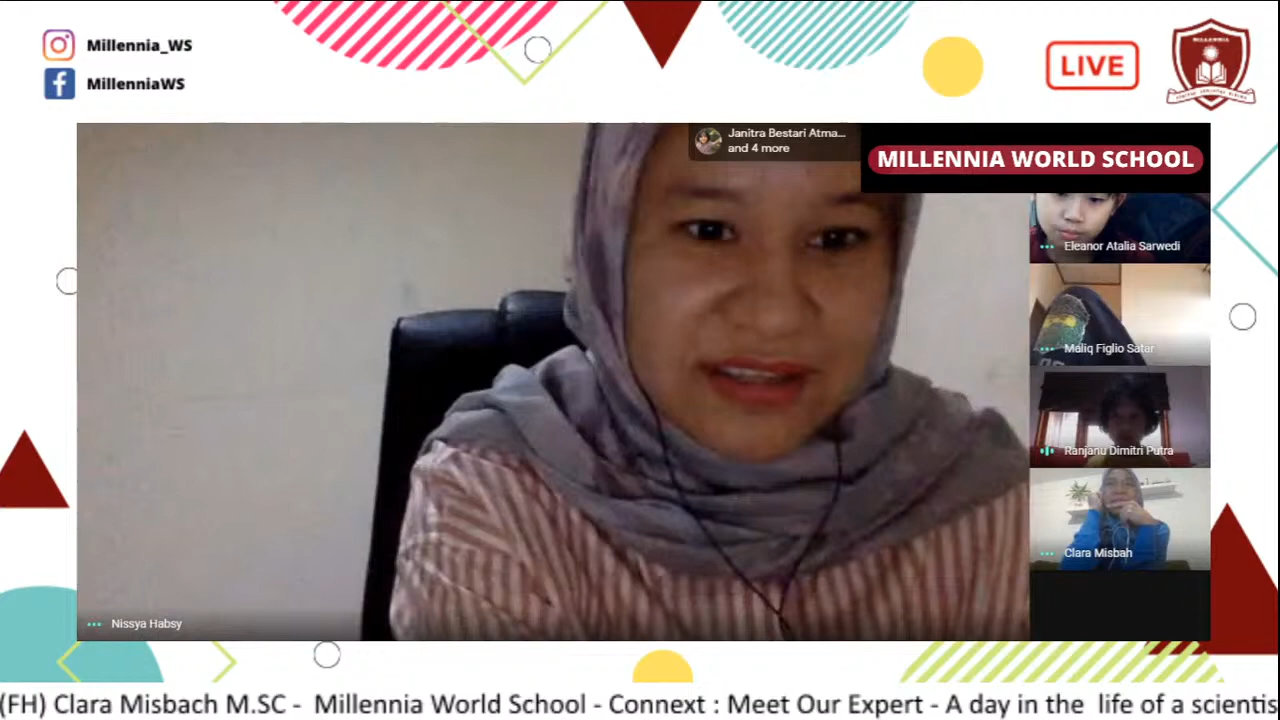 Millennia_WS
MillenniaWS
LIVE
MILLENNIA
Janitra Bestari Atma...
and 4 more
MILLENNIA WORLD SCHOOL
Eleanor Atalia Sarwedi
Maliq Figlio Satar
Ranjanu Dimitri Putra
Clara Misbah
Nissya Habsy
(FH) Clara Misbach M.SC - Millennia World School - Connext : Meet Our Expert - A day in the life of a scientis